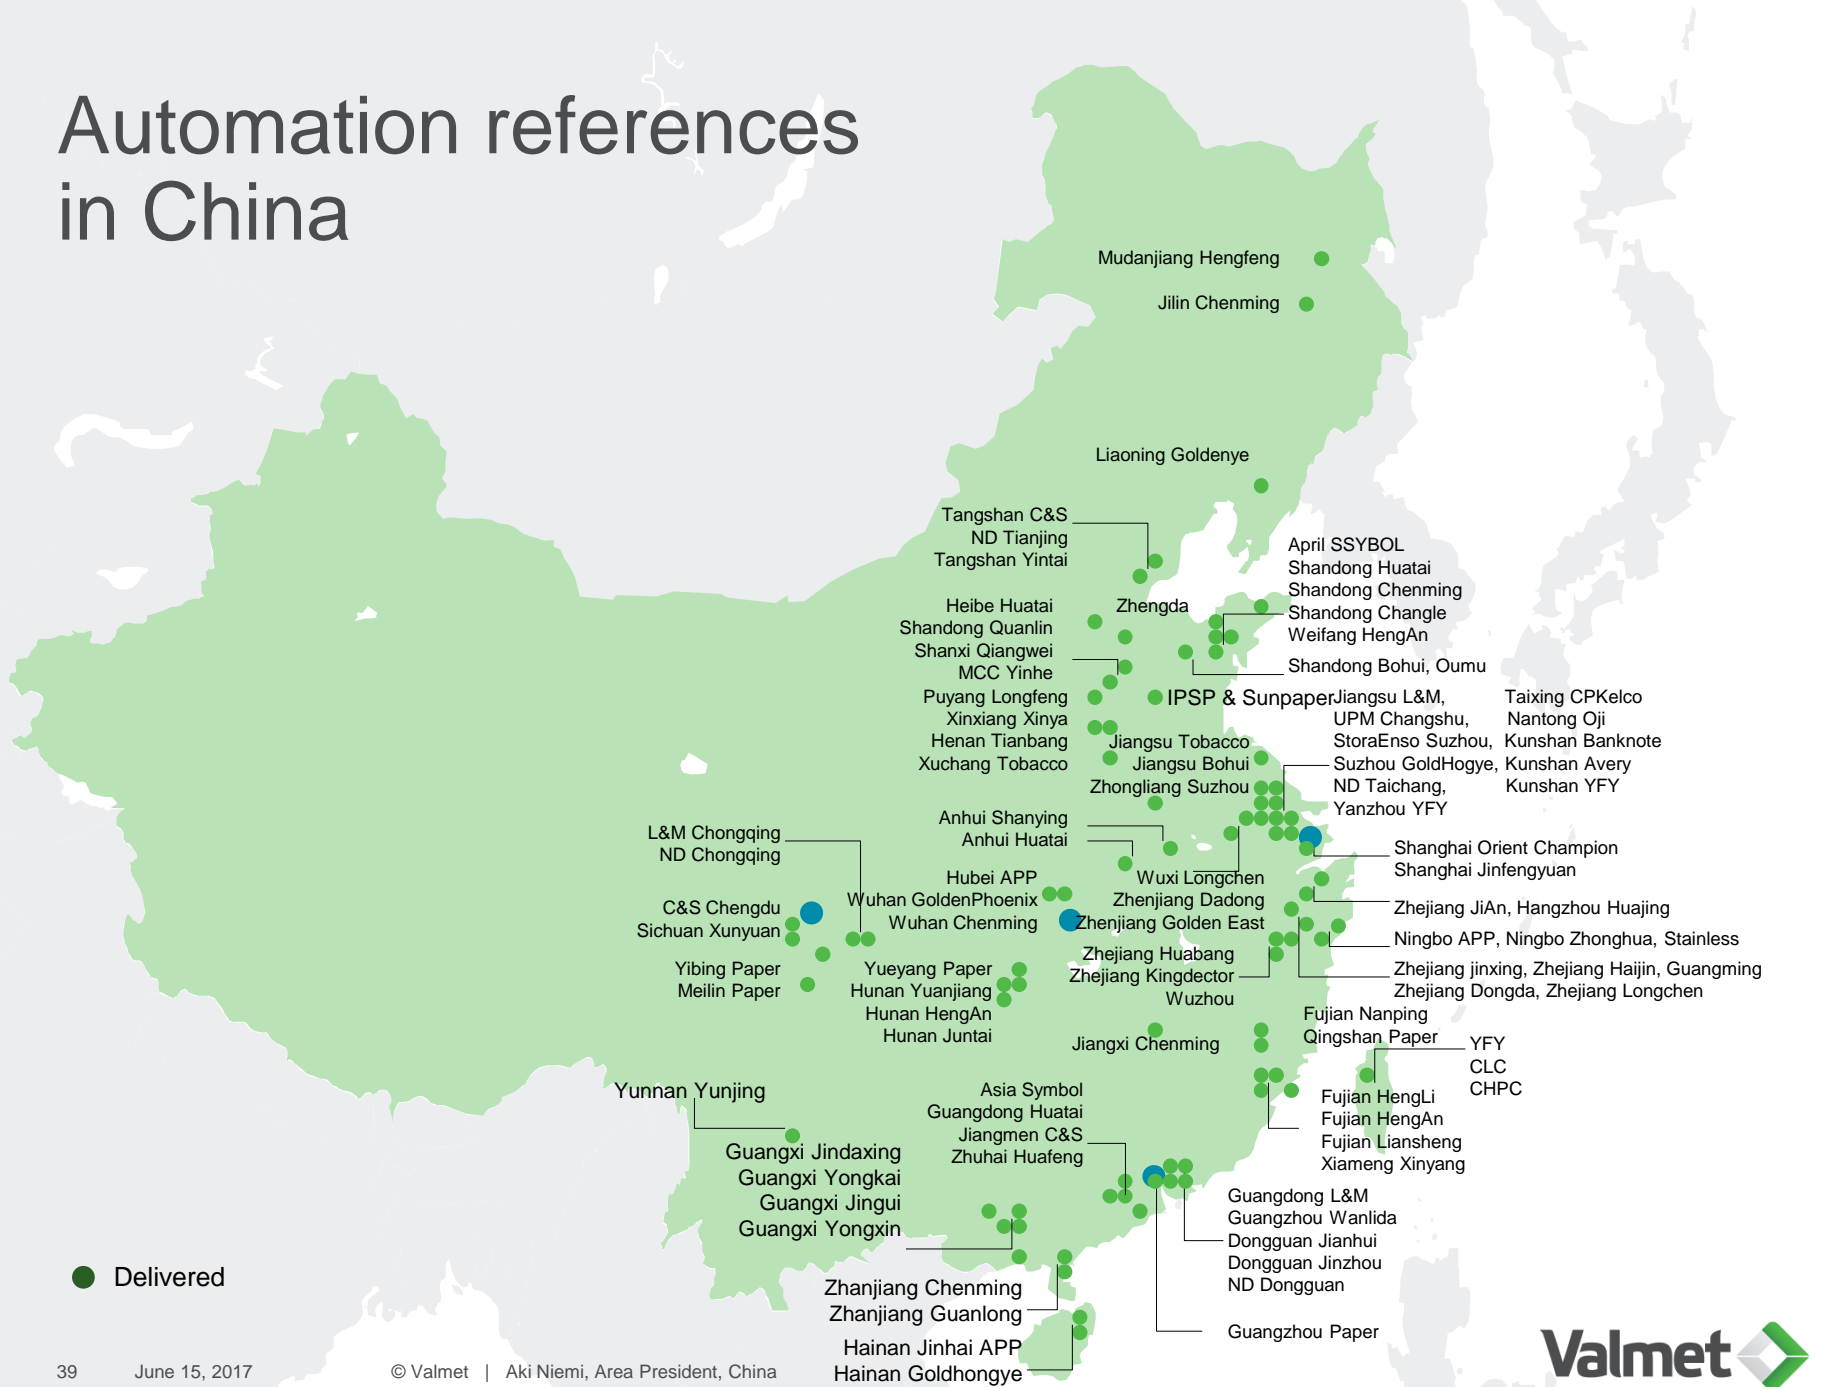 Automation references
in China
Mudanjiang Hengfeng
Jilin Chenming
Liaoning Goldenye
Tangshan C&S
ND Tianjing
Tangshan Yintai
April SSYBOL
Shandong Huatai
Shandong Chenming
Shandong Changle
Weifang HengAn
Zhengda
Heibe Huatai
Shandong Quanlin
Shanxi Qiangwei
MCC Yinhe
Puyang Longfeng
Xinxiang Xinya
Henan Tianbang
Xuchang Tobacco
Shandong Bohui, Oumu
IPSP & Sunpaper
Jiangsu L&M,
UPM Changshu,
StoraEnso Suzhou,
Suzhou GoldHogye,
ND Taichang,
Yanzhou YFY
Taixing CPKelco
Nantong Oji
Kunshan Banknote
Kunshan Avery
Kunshan YFY
Jiangsu Tobacco
Jiangsu Bohui
Zhongliang Suzhou
Anhui Shanying
Anhui Huatai
L&M Chongqing
ND Chongqing
Shanghai Orient Champion
Shanghai Jinfengyuan
Hubei APP
Wuhan GoldenPhoenix
Wuhan Chenming
Wuxi Longchen
Zhenjiang Dadong
Zhenjiang Golden East
C&S Chengdu
Sichuan Xunyuan
Zhejiang JiAn, Hangzhou Huajing
Ningbo APP, Ningbo Zhonghua, Stainless
Zhejiang Huabang
Zhejiang Kingdector
Wuzhou
Zhejiang jinxing, Zhejiang Haijin, Guangming
Zhejiang Dongda, Zhejiang Longchen
Yibing Paper
Meilin Paper
Yueyang Paper
Hunan Yuanjiang
Hunan HengAn
Hunan Juntai
Fujian Nanping
Qingshan Paper
Jiangxi Chenming
YFY
CLC
CHPC
Yunnan Yunjing
Asia Symbol
Guangdong Huatai
Jiangmen C&S
Zhuhai Huafeng
Fujian HengLi
Fujian HengAn
Fujian Liansheng
Xiameng Xinyang
Guangxi Jindaxing
Guangxi Yongkai
Guangxi Jingui
Guangxi Yongxin
Guangdong L&M
Guangzhou Wanlida
Dongguan Jianhui
Dongguan Jinzhou
ND Dongguan
Delivered
Zhanjiang Chenming
Zhanjiang Guanlong
Guangzhou Paper
Hainan Jinhai APP
Hainan Goldhongye
39 June 15, 2017 © Valmet | Aki Niemi, Area President, China
Valmet